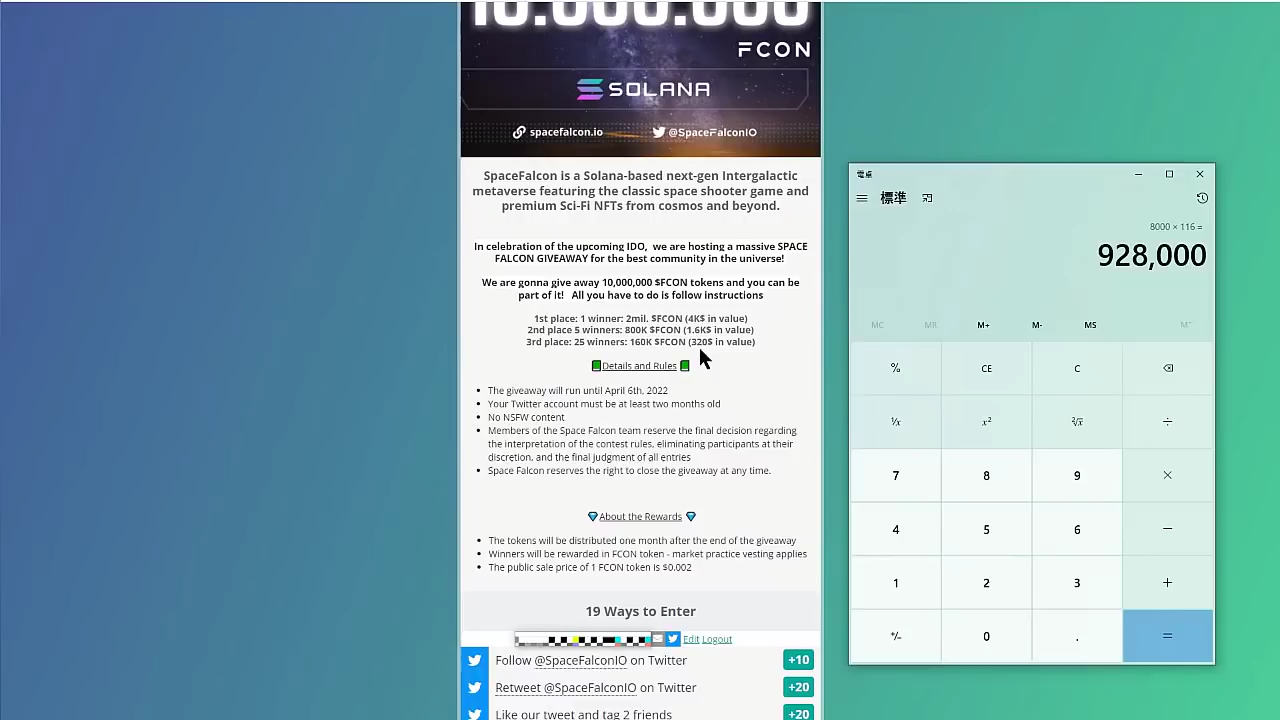 10.000.000
FCON
SOLANA
spacefalcon.io
@SpaceFalconIO
SpaceFalcon is a Solana-based next-gen Intergalactic
metaverse featuring the classic space shooter game and
premium Sci-Fi NFTs from cosmos and beyond.
In celebration of the upcoming IDO, we are hosting a massive SPACE
FALCON GIVEAWAY for the best community in the universe!
We are gonna give away 10,000,000 $FCON tokens and you can be
part of it! All you have to do is follow instructions
1st place: 1 winner: 2mil. $FCON (4K$ in value)
2nd place 5 winners: 800K $FCON (1.6K$ in value)
3rd place: 25 winners: 160K $FCON (320$ in value)
Details and Rules
• The giveaway will run until April 6th, 2022
• Your Twitter account must be at least two months old
• No NSFW content
• Members of the Space Falcon team reserve the final decision regarding
the interpretation of the contest rules, eliminating participants at their
discretion, and the final judgment of all entries
• Space Falcon reserves the right to close the giveaway at any time.
About the Rewards
• The tokens will be distributed one month after the end of the giveaway
• Winners will be rewarded in FCON token - market practice vesting applies
• The public sale price of 1 FCON token is $0.002
19 Ways to Enter
Edit Logout
Follow @SpaceFalconIO on Twitter +10
Retweet @SpaceFalconIO on Twitter +20
Like our tweet and tag 2 friends +20
電卓
標準
8000 × 116 =
928,000
MC MR M+ M- MS M˅
% CE C
¹/x x² ²√x ÷
7 8 9 ×
4 5 6 −
1 2 3 +
+/− 0 . =